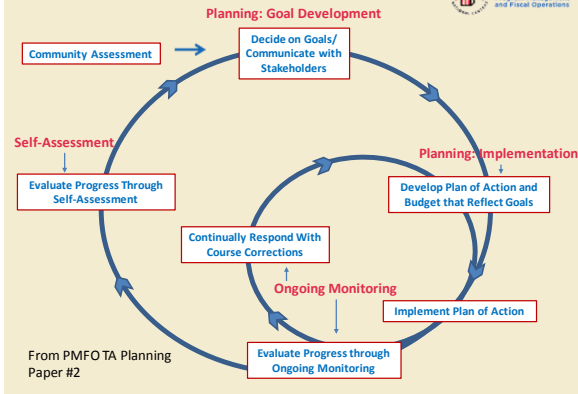 and Fiscal Operations
Planning: Goal Development
Decide on Goals/
Communicate with
Stakeholders
Community Assessment
Self-Assessment
Evaluate Progress Through
Self-Assessment
Planning: Implementation
Develop Plan of Action and
Budget that Reflect Goals
Continually Respond With
Course Corrections
Ongoing Monitoring
Implement Plan of Action
Evaluate Progress through
Ongoing Monitoring
From PMFO TA Planning
Paper #2